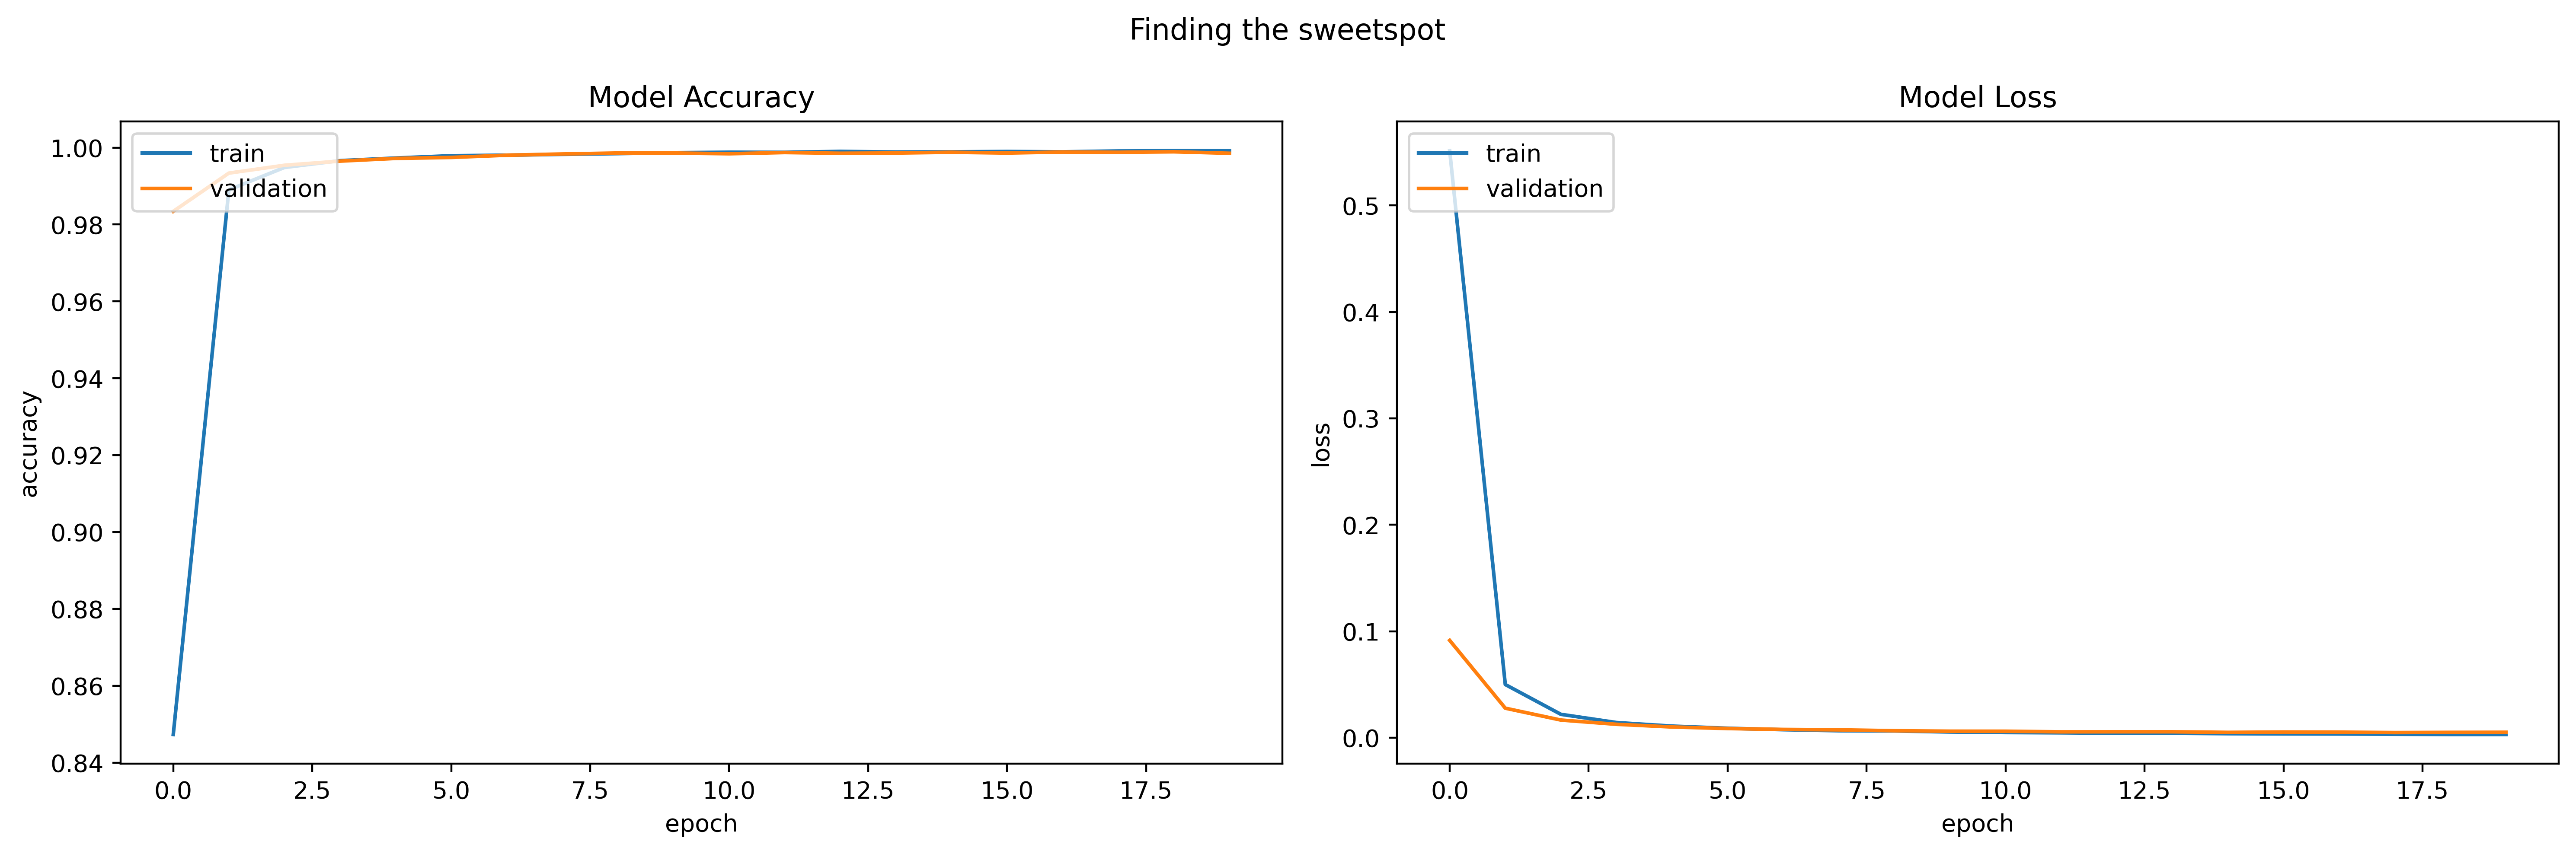 Finding the sweetspot
Model Accuracy
train
validation
1.00
0.98
0.96
0.94
0.92
0.90
0.88
0.86
0.84
accuracy
0.0 2.5 5.0 7.5 10.0 12.5 15.0 17.5
epoch
Model Loss
train
validation
0.5
0.4
0.3
0.2
0.1
0.0
loss
0.0 2.5 5.0 7.5 10.0 12.5 15.0 17.5
epoch